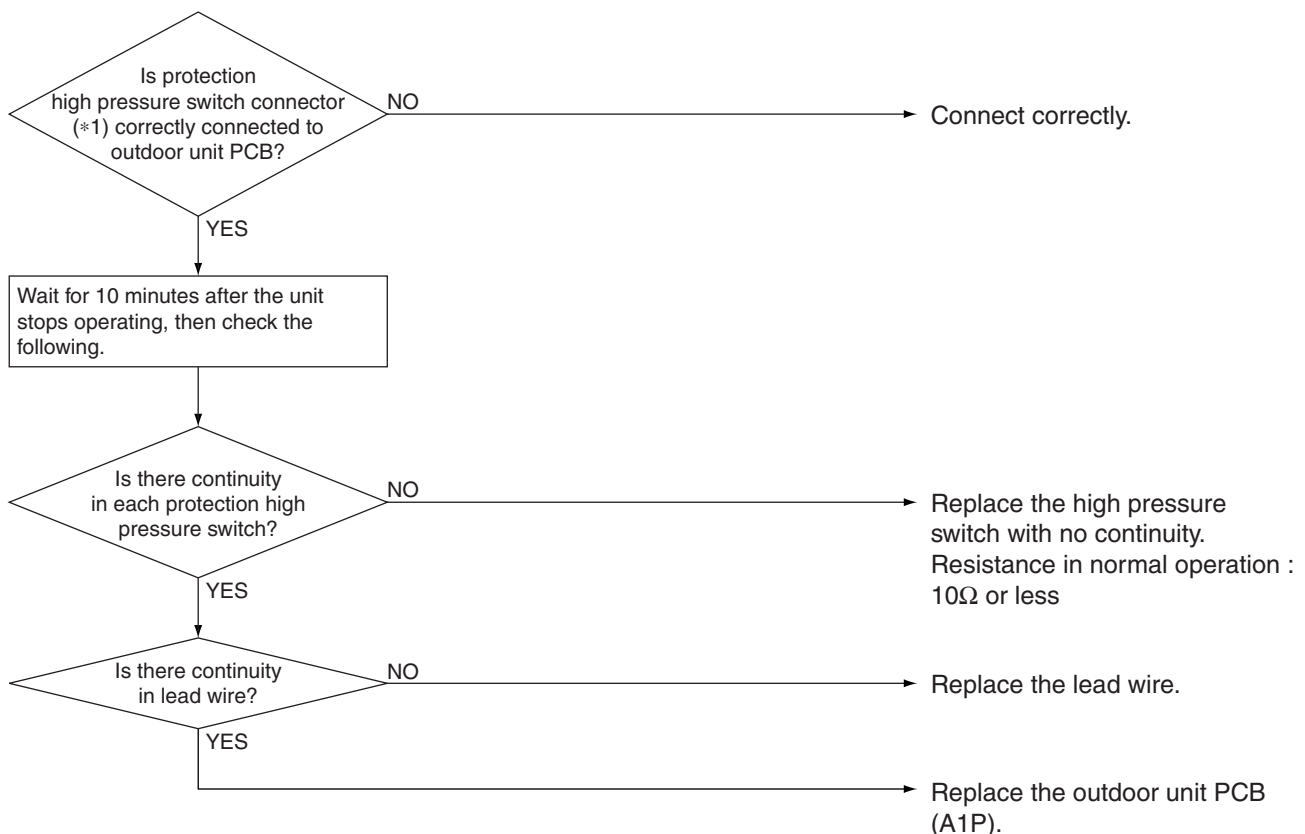 Is protection
high pressure switch connector
(*1) correctly connected to
outdoor unit PCB?
NO
Connect correctly.
YES
Wait for 10 minutes after the unit
stops operating, then check the
following.
Is there continuity
in each protection high
pressure switch?
NO
Replace the high pressure
switch with no continuity.
Resistance in normal operation :
10Ω or less
YES
Is there continuity
in lead wire?
NO
Replace the lead wire.
YES
Replace the outdoor unit PCB
(A1P).